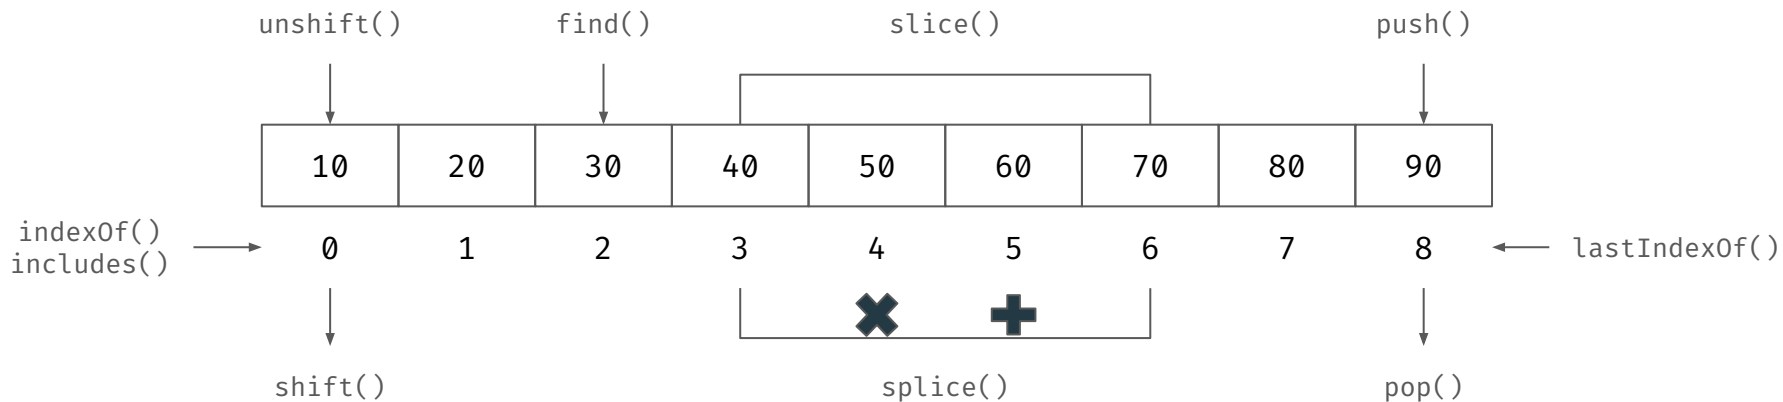 unshift() find() slice() push()
10 20 30 40 50 60 70 80 90
indexOf()
includes()
0 1 2 3 4 5 6 7 8
lastIndexOf()
shift() splice() pop()